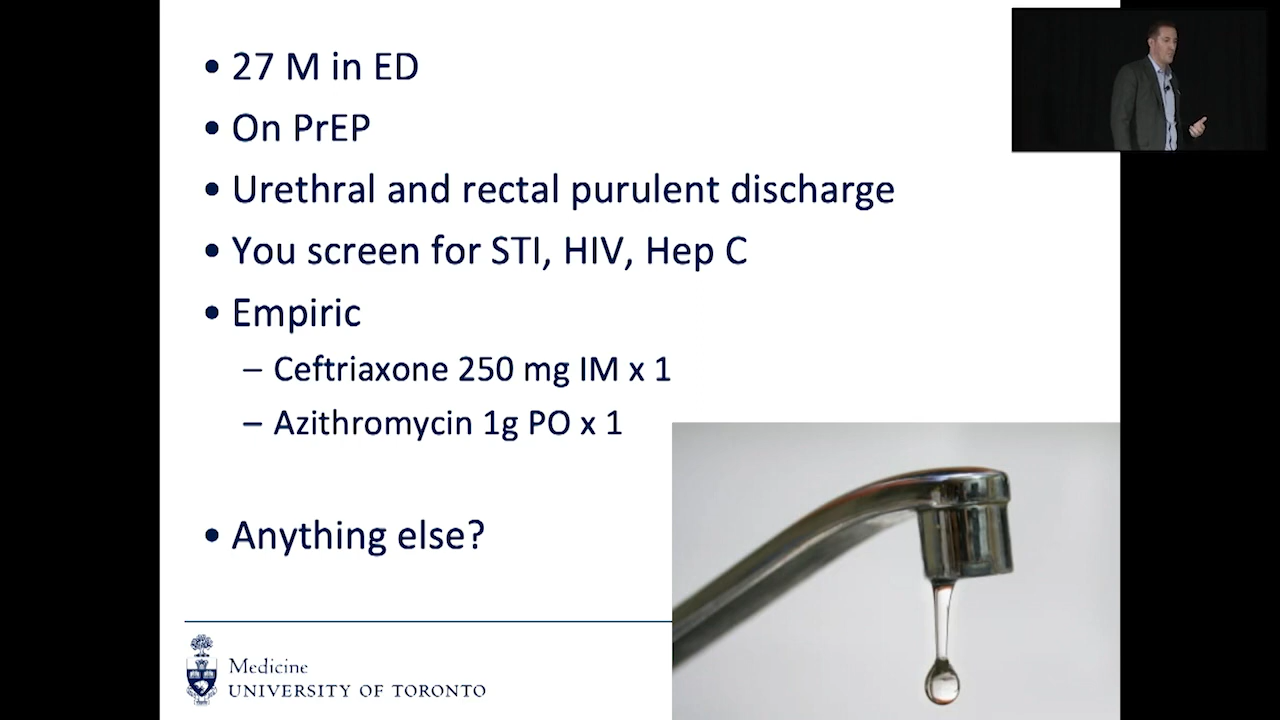 • 27 M in ED
• On PrEP
• Urethral and rectal purulent discharge
• You screen for STI, HIV, Hep C
• Empiric
– Ceftriaxone 250 mg IM x 1
– Azithromycin 1g PO x 1
• Anything else?
Medicine
UNIVERSITY OF TORONTO